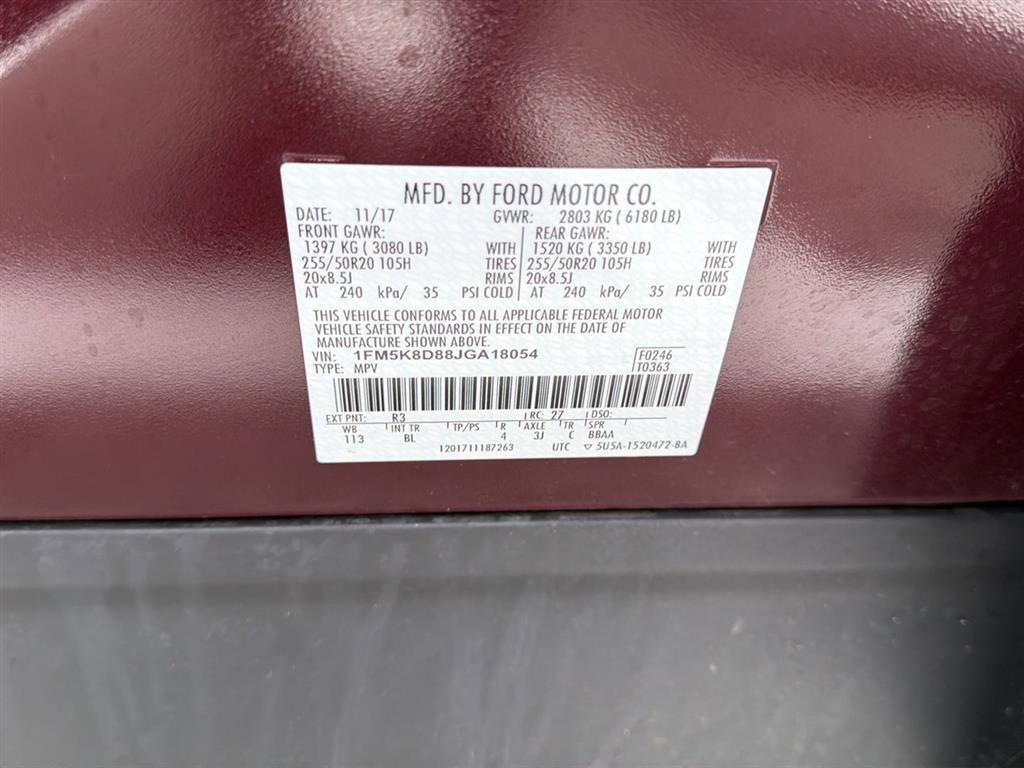 MFD. BY FORD MOTOR CO.
DATE: 11/17 GVWR: 2803 KG ( 6180 LB)
FRONT GAWR: REAR GAWR:
1397 KG ( 3080 LB) WITH 1520 KG ( 3350 LB) WITH
255/50R20 105H TIRES 255/50R20 105H TIRES
20x8.5J RIMS 20x8.5J RIMS
AT 240 kPa/ 35 PSI COLD AT 240 kPa/ 35 PSI COLD
THIS VEHICLE CONFORMS TO ALL APPLICABLE FEDERAL MOTOR
VEHICLE SAFETY STANDARDS IN EFFECT ON THE DATE OF
MANUFACTURE SHOWN ABOVE.
VIN: 1FM5K8D88JGA18054 F0246
TYPE: MPV T0363
EXT PNT: R3 RC: 27 DSO:
WB INT TR TP/PS R AXLE TR SPR
113 BL 4 3J C BBAA
1201711187263 UTC ▽ 5U5A-1520472-BA